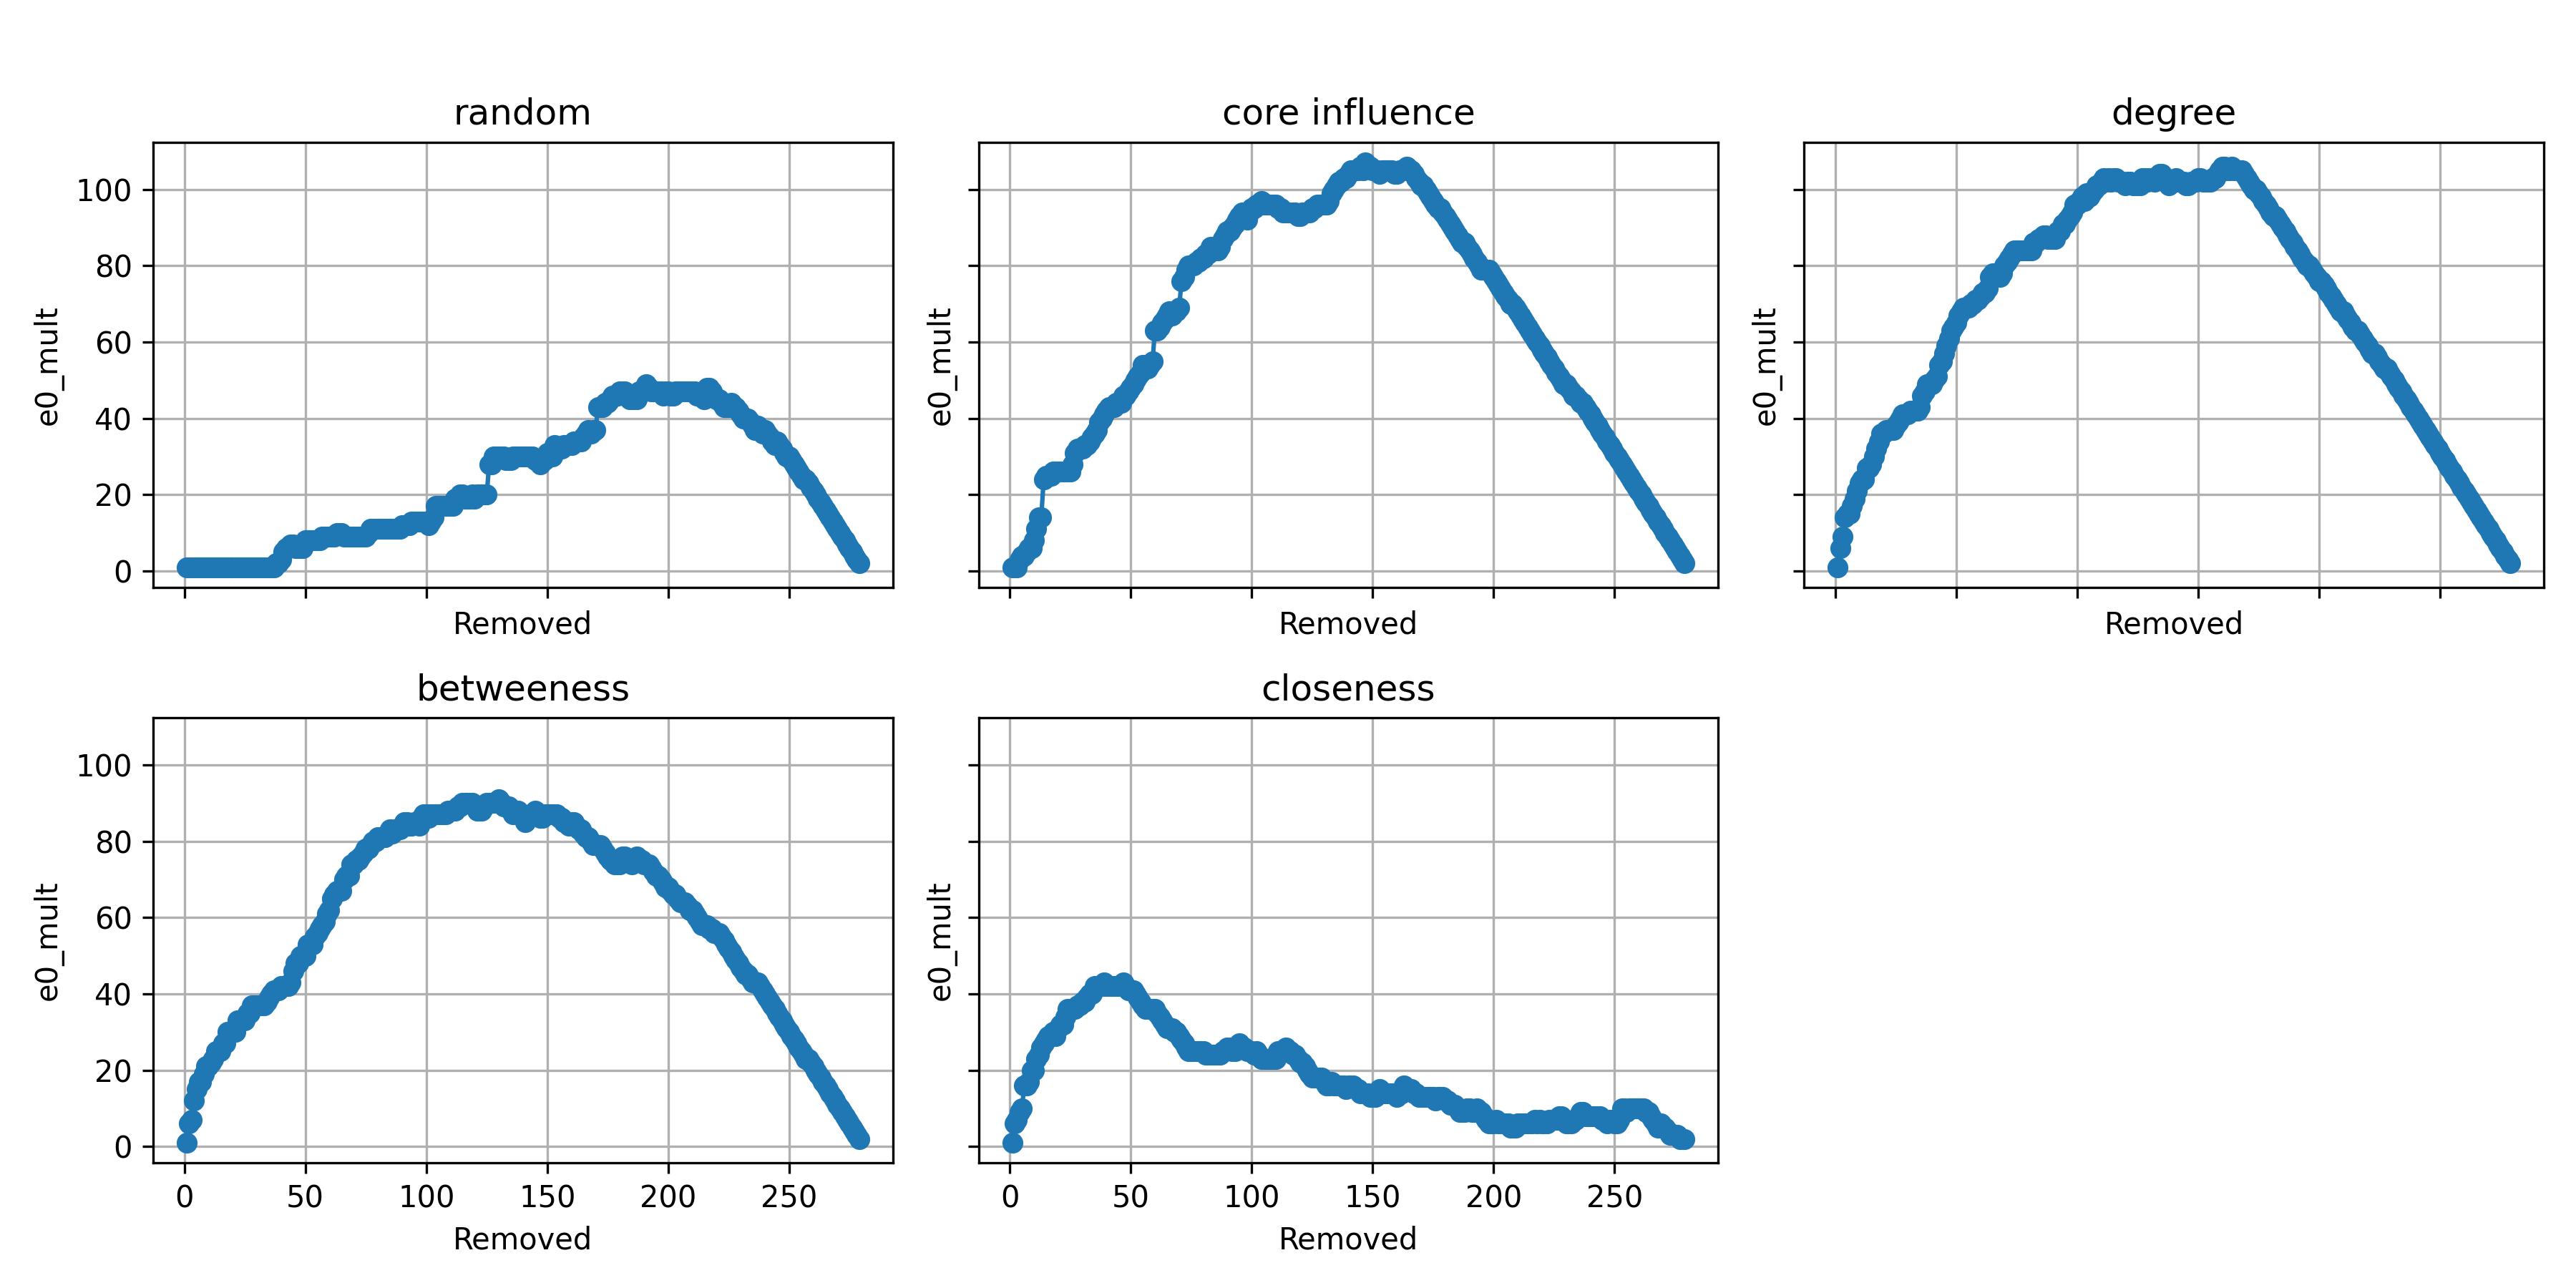 random
core influence
degree
100
80
60
40
20
0
e0_mult
e0_mult
e0_mult
Removed
Removed
Removed
betweeness
closeness
100
80
60
40
20
0
e0_mult
e0_mult
0 50 100 150 200 250
0 50 100 150 200 250
Removed
Removed